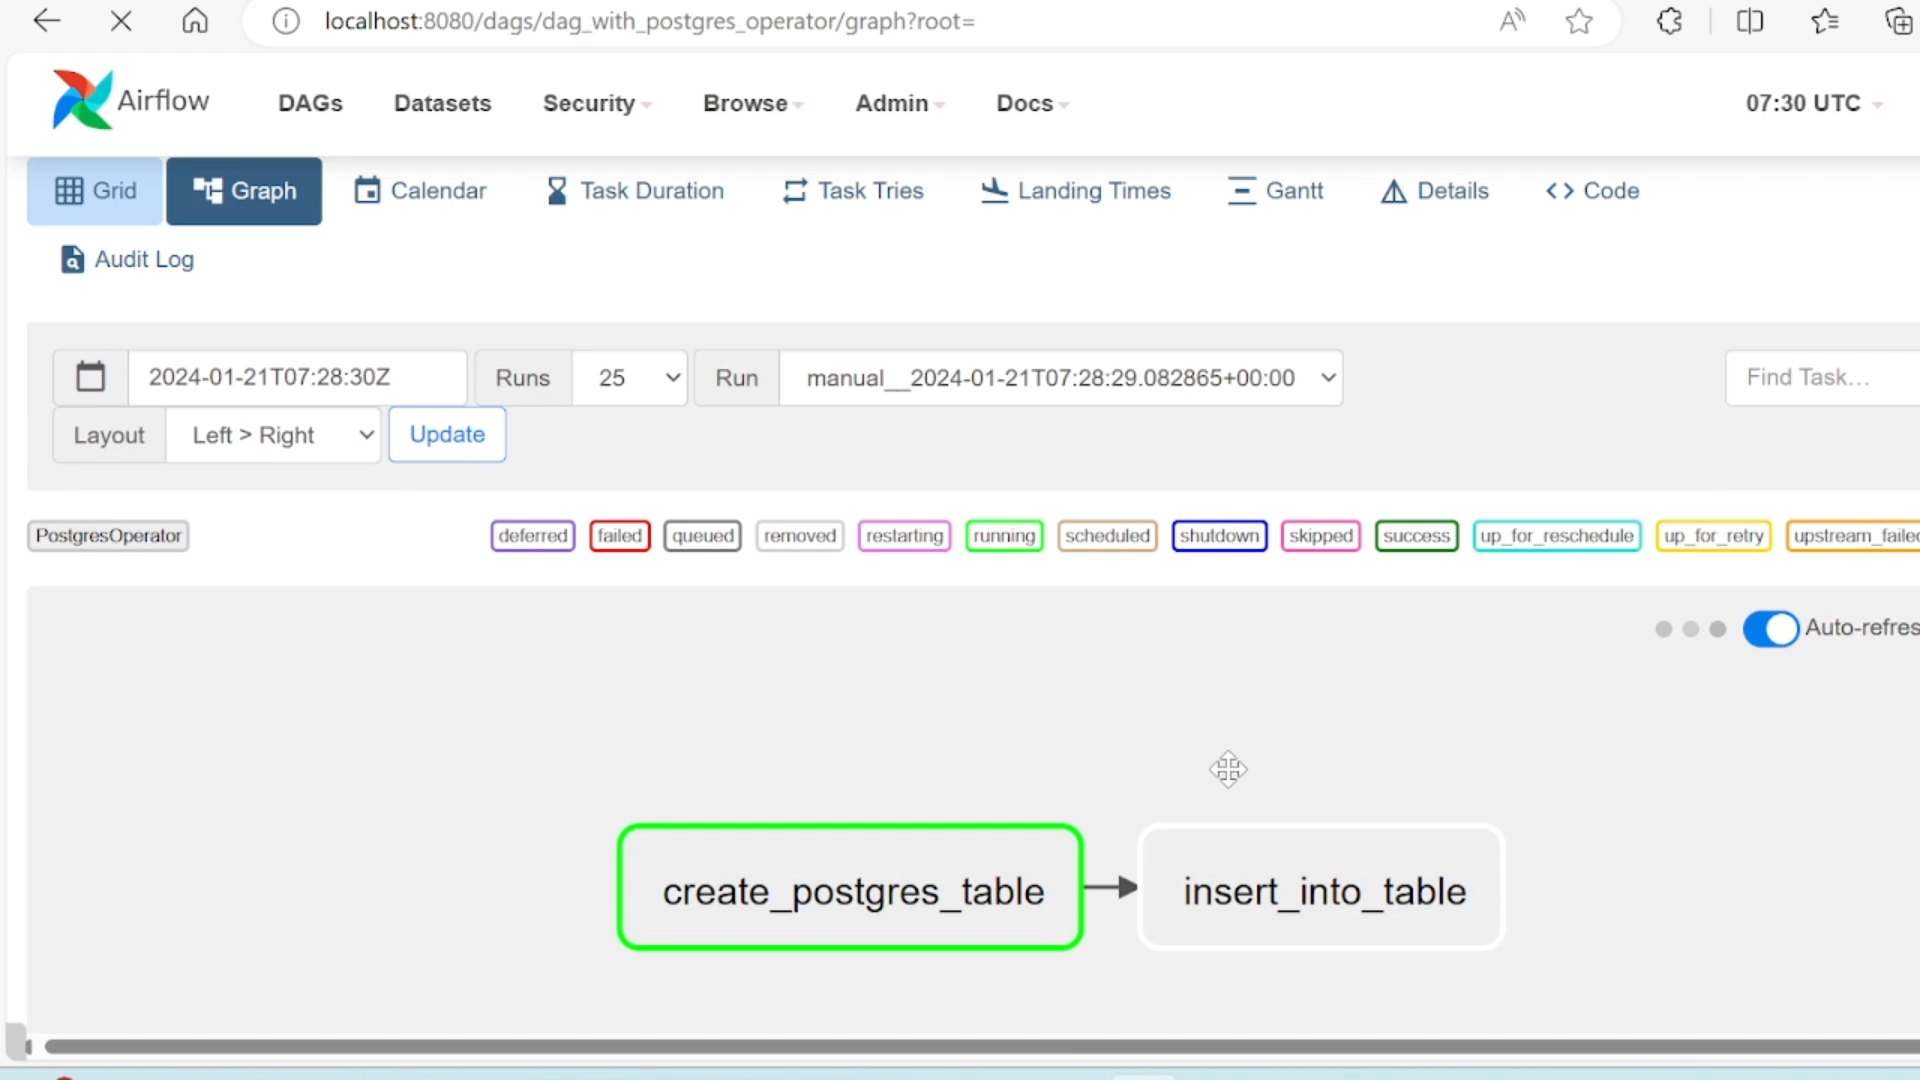 localhost:8080/dags/dag_with_postgres_operator/graph?root=
Airflow DAGs Datasets Security Browse Admin Docs 07:30 UTC
Grid Graph Calendar Task Duration Task Tries Landing Times Gantt Details <> Code
Audit Log
2024-01-21T07:28:30Z Runs 25 Run manual__2024-01-21T07:28:29.082865+00:00 Find Task...
Layout Left > Right Update
PostgresOperator deferred failed queued removed restarting running scheduled shutdown skipped success up_for_reschedule up_for_retry upstream_failed
Auto-refres
create_postgres_table insert_into_table